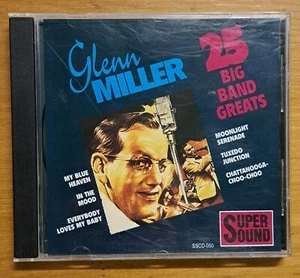 Glenn
MILLER
25
BIG
BAND
GREATS
MY BLUE
HEAVEN
IN THE
MOOD
EVERYBODY
LOVES MY BABY
MOONLIGHT
SERENADE
TUXEDO
JUNCTION
CHATTANOOGA-
CHOO-CHOO
SUPER
SOUND
SSCD-050